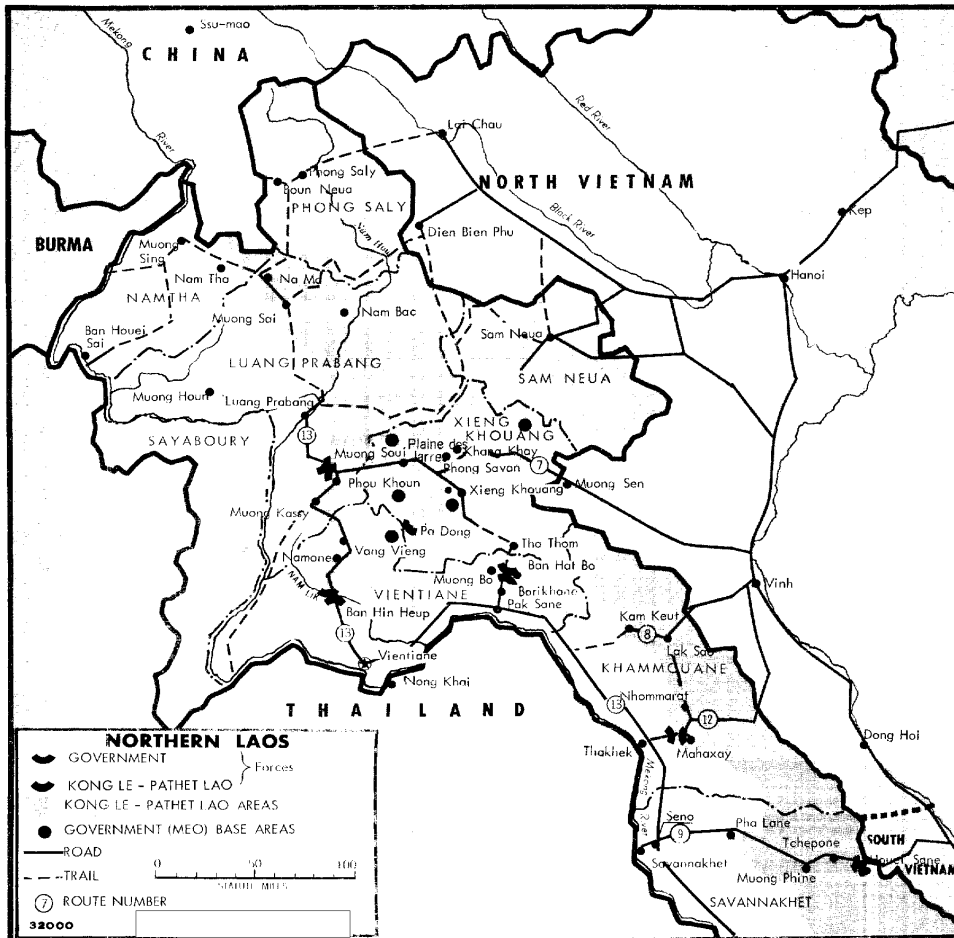 Ssu-mao
Mekong
CHINA
River
Red River
Lai Chau
Phong Saly
Boun Neua
NORTH VIETNAM
PHONG SALY
Black River
Kep
BURMA
Dien Bien Phu
Muong
Sing
Nam Tha
Na Mo
Hanoi
NAM THA
Muong Sai
Nam Bac
Ban Houei
Sai
Sam Neua
LUANG PRABANG
SAM NEUA
Muong Houn
Luang Prabang
XIENG
KHOUANG
SAYABOURY
13
Muong Soui
Plaine des
Jarres
Khang Khay
Phong Savan
7
Phou Khoun
Xieng Khouang
Muong Sen
Muong Kassy
Pa Dong
Vang Vieng
Tha Thom
Namone
Ban Hat Bo
Muong Bo
NAM LIK
VIENTIANE
Borikhane
Vinh
Ban Hin Heup
Pak Sane
Kam Keut
13
8
Lak Sao
Vientiane
KHAMMOUANE
Nong Khai
Nhommarat
THAILAND
13
12
Thakhek
Mahaxay
Dong Hoi
Mekong
River
Seno
Pha Lane
9
Tchepone
SOUTH
Savannakhet
Houei Sane
Muong Phine
VIETNAM
SAVANNAKHET
NORTHERN LAOS
GOVERNMENT
Forces
KONG LE - PATHET LAO
KONG LE - PATHET LAO AREAS
GOVERNMENT (MEO) BASE AREAS
ROAD
0 50 100
STATUTE MILES
TRAIL
7 ROUTE NUMBER
32000